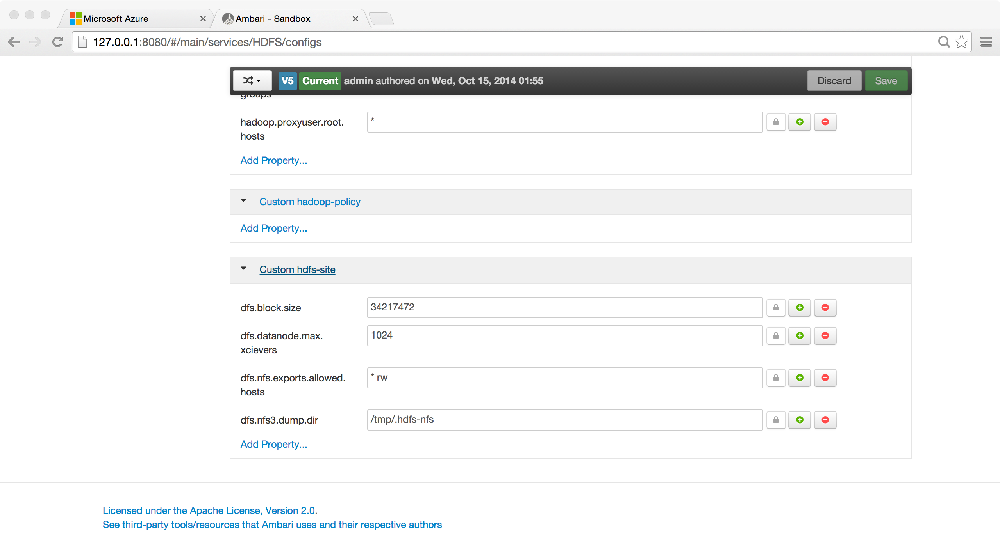 Microsoft Azure
Ambari - Sandbox
127.0.0.1:8080/#/main/services/HDFS/configs
V5 Current admin authored on Wed, Oct 15, 2014 01:55
Discard Save
groups
hadoop.proxyuser.root. *
hosts
Add Property...
Custom hadoop-policy
Add Property...
Custom hdfs-site
dfs.block.size 34217472
dfs.datanode.max. 1024
xcievers
dfs.nfs.exports.allowed. * rw
hosts
dfs.nfs3.dump.dir /tmp/.hdfs-nfs
Add Property...
Licensed under the Apache License, Version 2.0.
See third-party tools/resources that Ambari uses and their respective authors